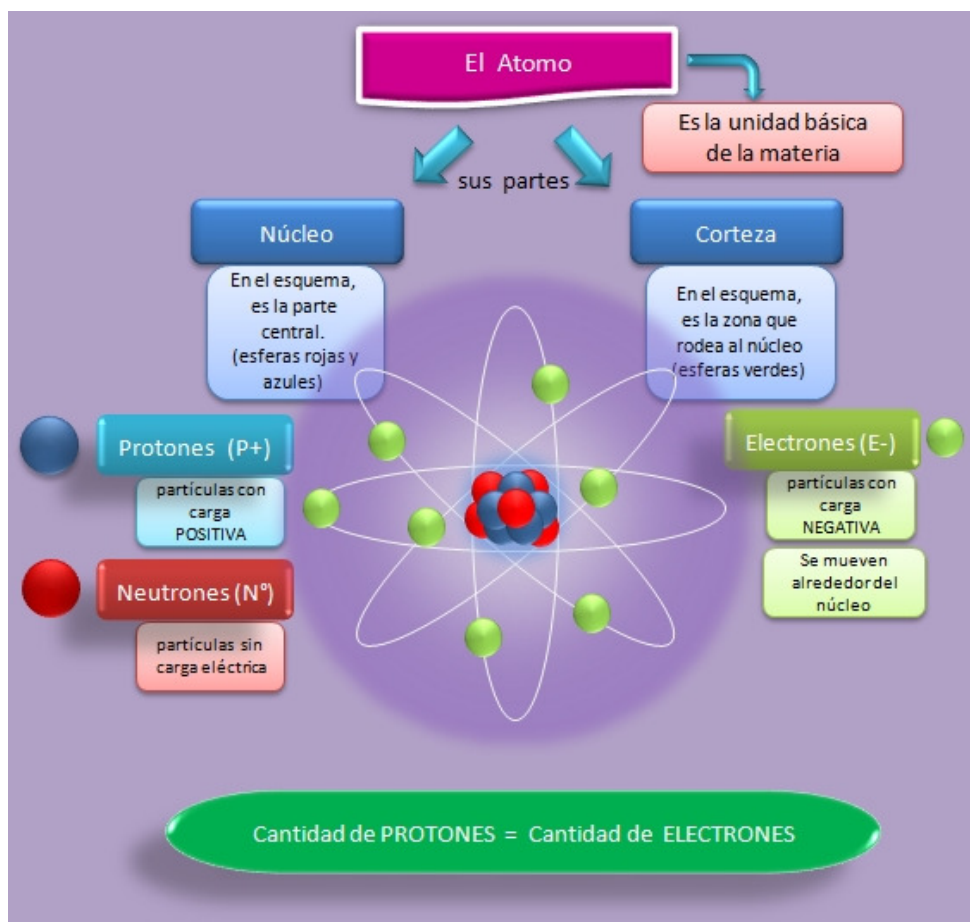 El Atomo
Es la unidad básica
de la materia
sus partes
Núcleo
En el esquema,
es la parte
central.
(esferas rojas y
azules)
Corteza
En el esquema,
es la zona que
rodea al núcleo
(esferas verdes)
Protones (P+)
partículas con
carga
POSITIVA
Neutrones (Nº)
partículas sin
carga eléctrica
Electrones (E-)
partículas con
carga
NEGATIVA
Se mueven
alrededor del
núcleo
Cantidad de PROTONES = Cantidad de ELECTRONES